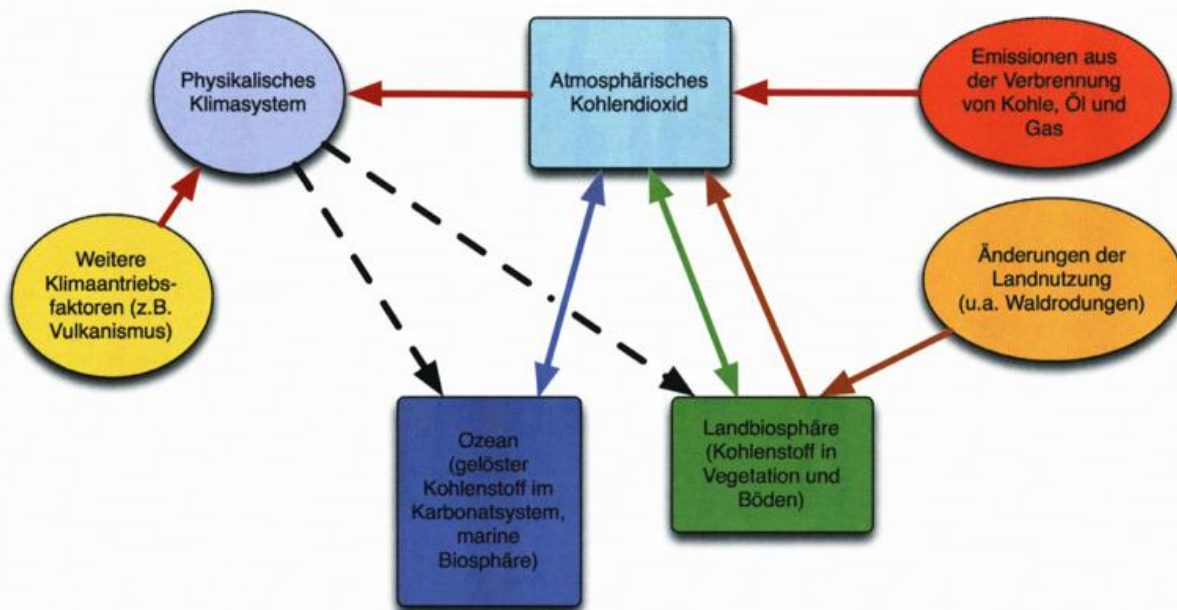 Physikalisches
Klimasystem
Atmosphärisches
Kohlendioxid
Emissionen aus
der Verbrennung
von Kohle, Öl und
Gas
Weitere
Klimaantriebs-
faktoren (z.B.
Vulkanismus)
Änderungen der
Landnutzung
(u.a. Waldrodungen)
Ozean
(gelöster
Kohlenstoff im
Karbonatsystem,
marine
Biosphäre)
Landbiosphäre
(Kohlenstoff in
Vegetation und
Böden)